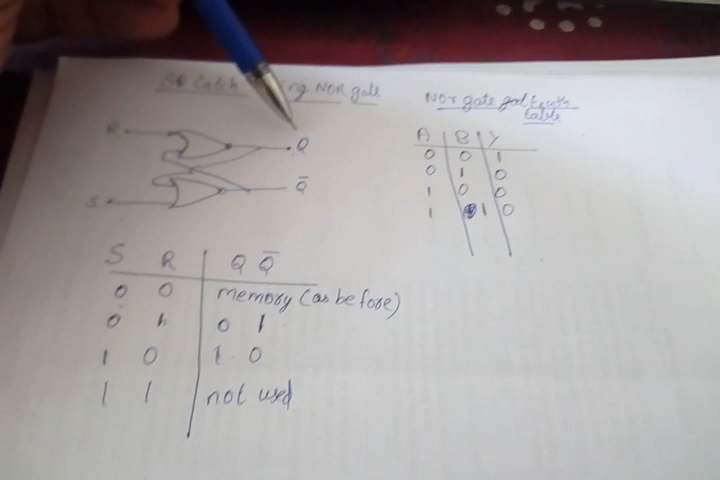 SR Latch using NOR gate
NOr gate truth
table
A B Y
0 0 1
0 1 0
1 0 0
1 1 0
R Q
S Q̅
S R Q Q̅
0 0 memory (as before)
0 1 0 1
1 0 1 0
1 1 not used